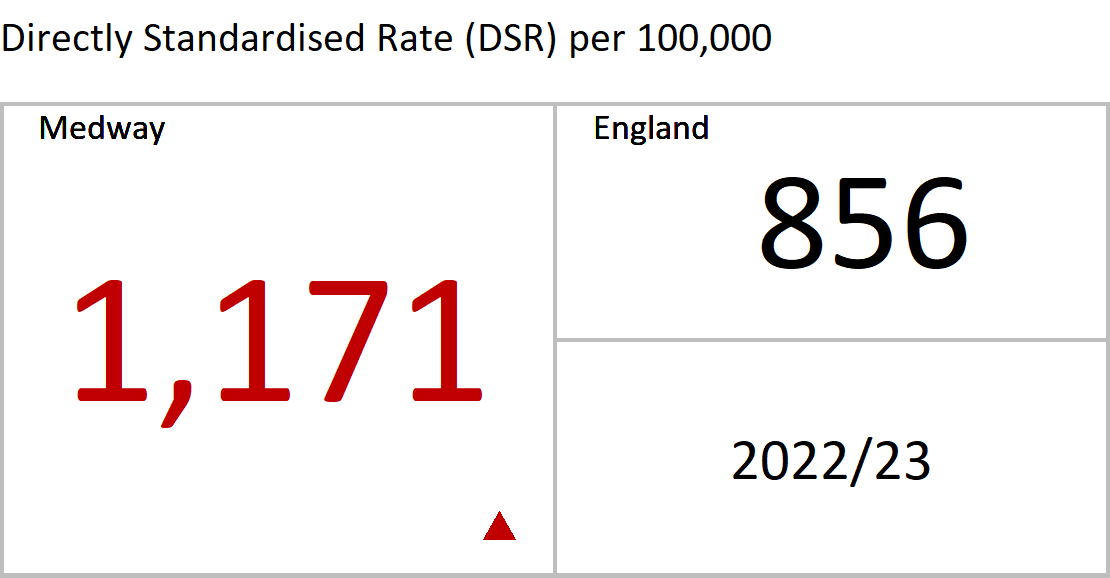 Directly Standardised Rate (DSR) per 100,000
Medway
1,171
England
856
2022/23